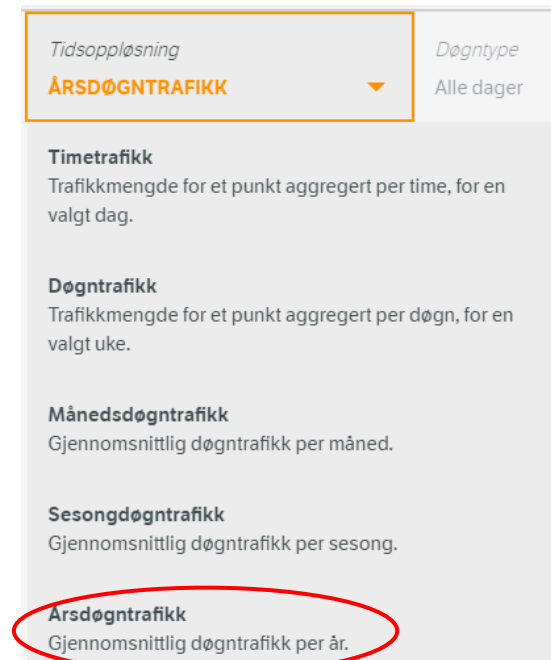 Tidsoppløsning
ÅRSDØGNTRAFIKK
Døgntype
Alle dager
Timetrafikk
Trafikkmengde for et punkt aggregert per time, for en
valgt dag.
Døgntrafikk
Trafikkmengde for et punkt aggregert per døgn, for en
valgt uke.
Månedsdøgntrafikk
Gjennomsnittlig døgntrafikk per måned.
Sesongdøgntrafikk
Gjennomsnittlig døgntrafikk per sesong.
Årsdøgntrafikk
Gjennomsnittlig døgntrafikk per år.